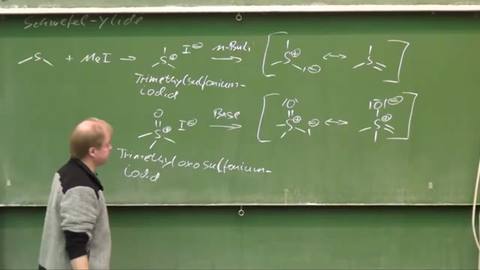 Schwefel-Ylide
S + MeI → S⊕ I⊖ n-BuLi → [ S⊕ ⊖ ↔ S ]
Trimethylsulfonium-
iodid
O S⊕ I⊖ Base → [ |O| S⊕ ⊖ ↔ |O|⊖ S⊕ ]
Trimethyloxosulfonium-
iodid